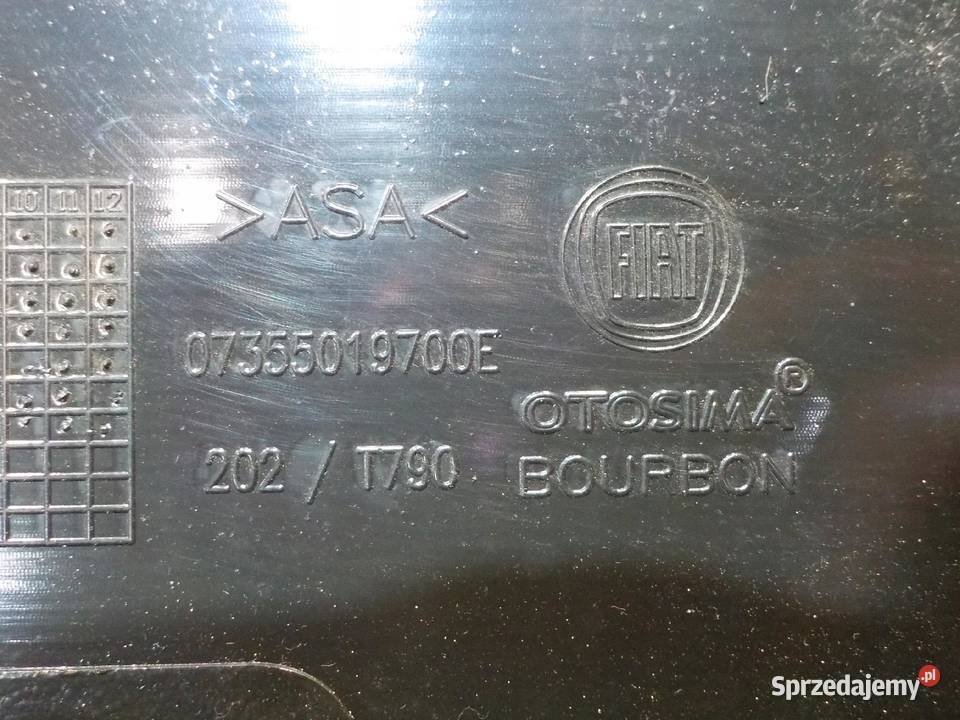 10 11 12
>ASA<
FIAT
07355019700E
OTOSIMA®
202 / T790
BOURBON
Sprzedajemy.pl